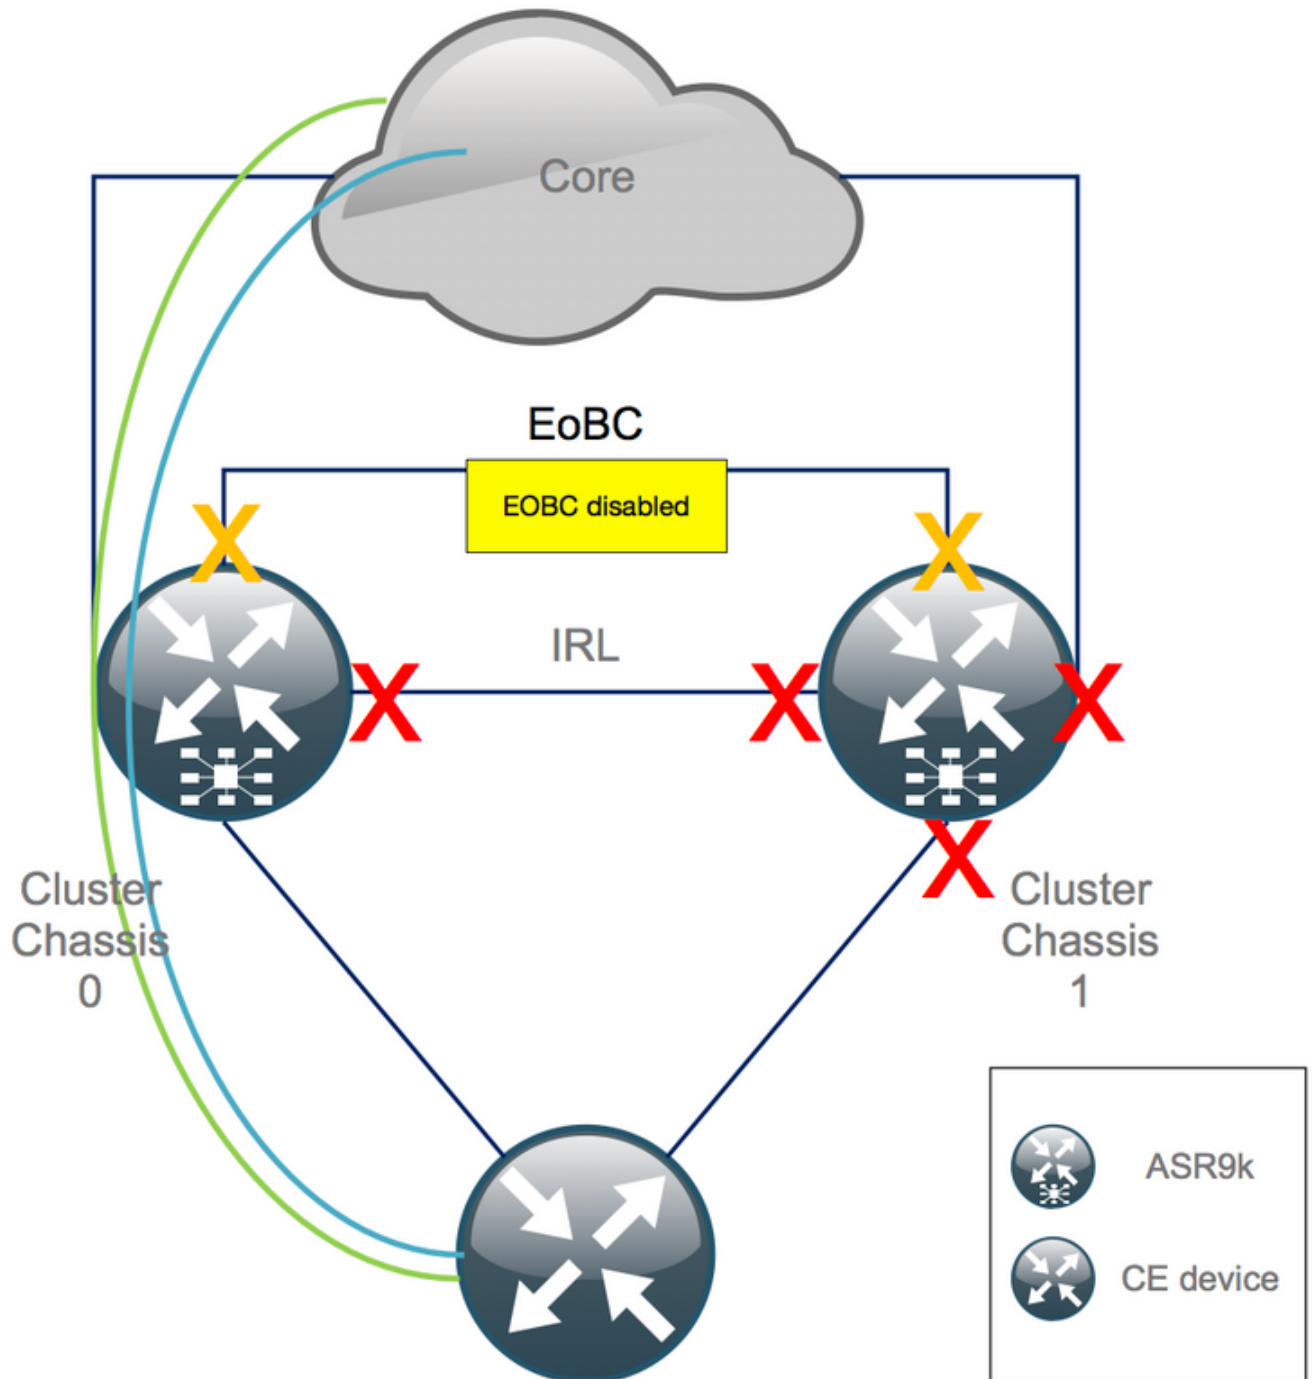 Core
EoBC
EOBC disabled
IRL
Cluster
Chassis
0
Cluster
Chassis
1
ASR9k
CE device